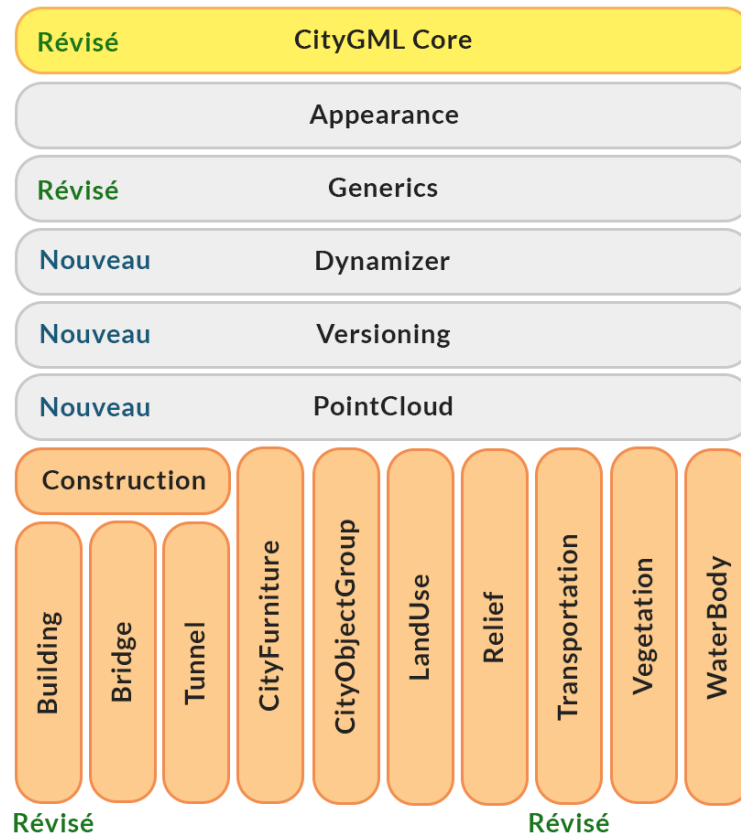 Révisé CityGML Core
Appearance
Révisé Generics
Nouveau Dynamizer
Nouveau Versioning
Nouveau PointCloud
Construction
Building
Bridge
Tunnel
CityFurniture
CityObjectGroup
LandUse
Relief
Transportation
Vegetation
WaterBody
Révisé
Révisé